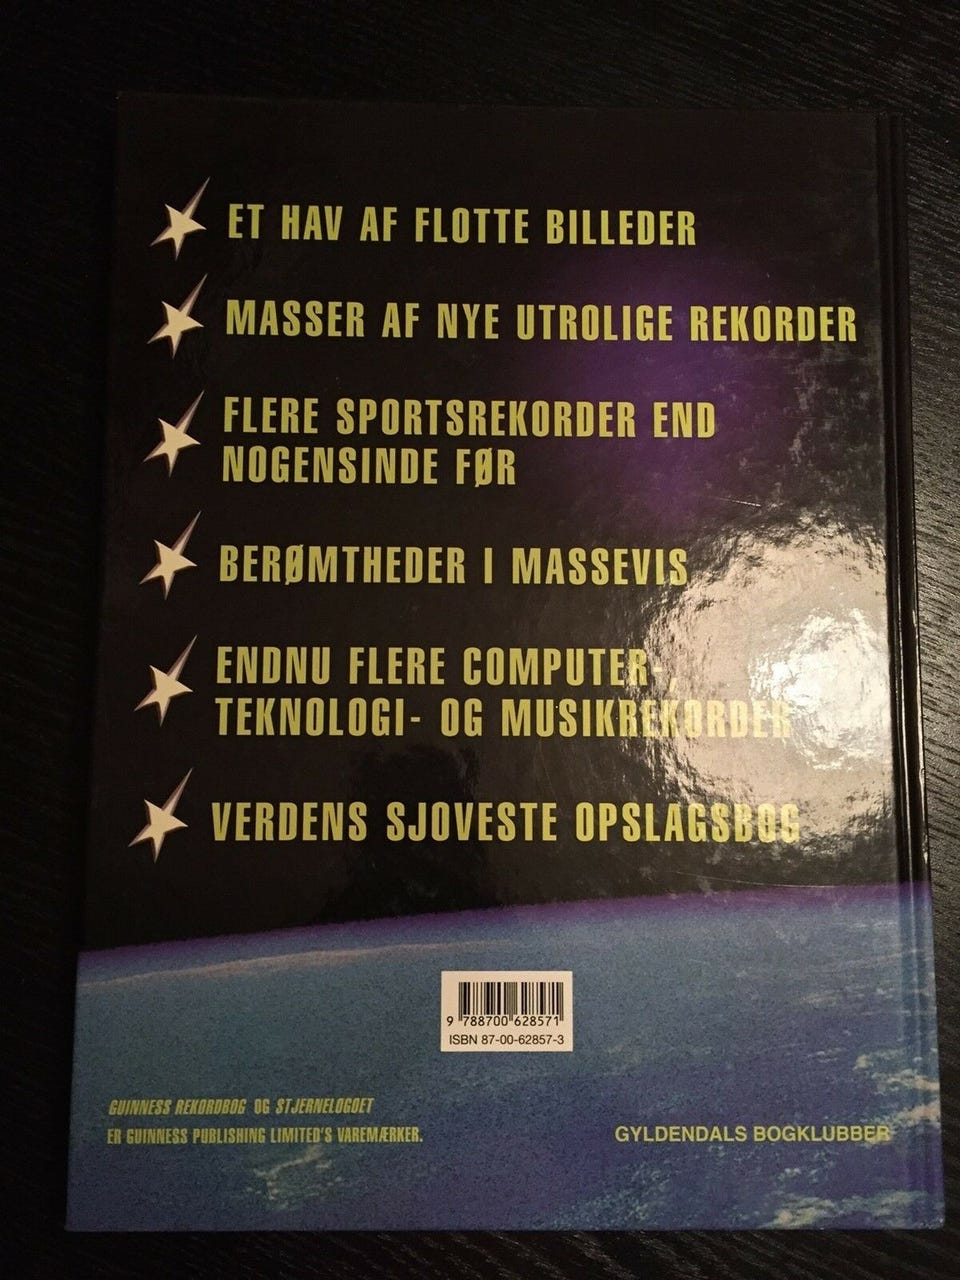 ET HAV AF FLOTTE BILLEDER
MASSER AF NYE UTROLIGE REKORDER
FLERE SPORTSREKORDER END
NOGENSINDE FØR
BERØMTHEDER I MASSEVIS
ENDNU FLERE COMPUTER-,
TEKNOLOGI- OG MUSIKREKORDER
VERDENS SJOVESTE OPSLAGSBOG
9 788700 628571
ISBN 87-00-62857-3
GUINNESS REKORDBOG OG STJERNELOGOET
ER GUINNESS PUBLISHING LIMITED'S VAREMÆRKER.
GYLDENDALS BOGKLUBBER